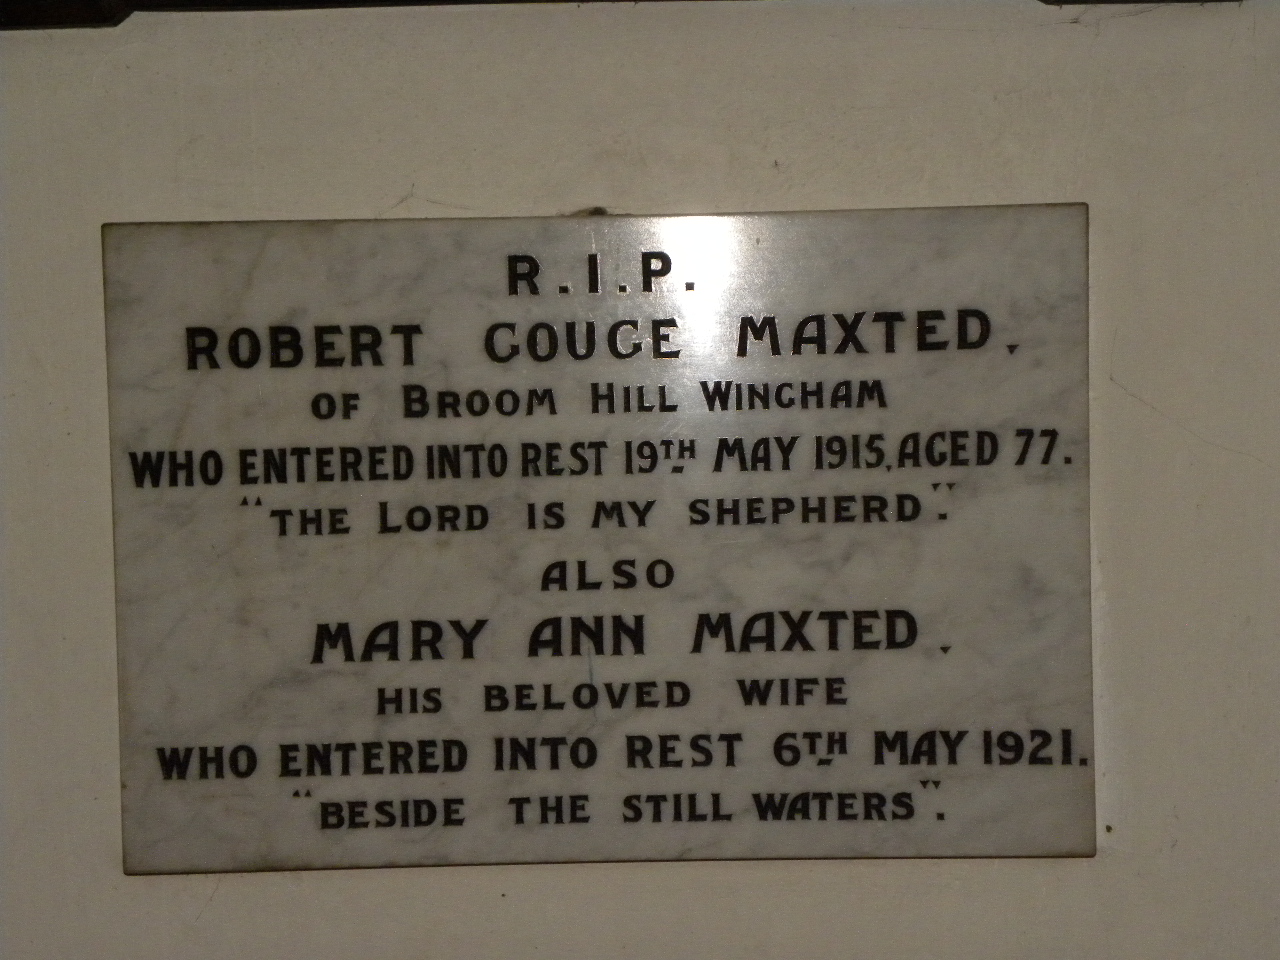 R.I.P.
ROBERT GOUGE MAXTED.
OF BROOM HILL WINGHAM
WHO ENTERED INTO REST 19TH MAY 1915, AGED 77.
"THE LORD IS MY SHEPHERD".
ALSO
MARY ANN MAXTED.
HIS BELOVED WIFE
WHO ENTERED INTO REST 6TH MAY 1921.
"BESIDE THE STILL WATERS".